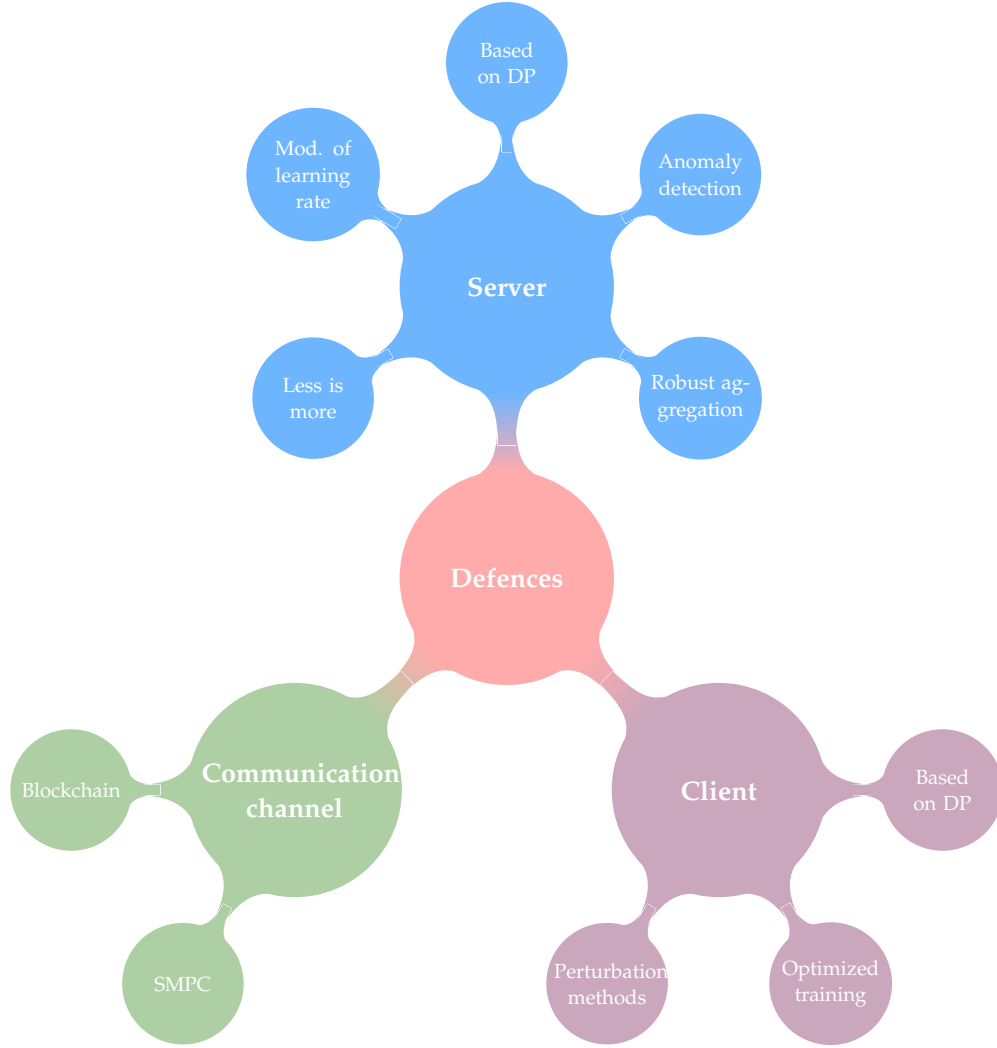 Based
on DP
Mod. of
learning
rate
Anomaly
detection
Server
Less is
more
Robust ag-
gregation
Defences
Communication
channel
Blockchain
SMPC
Client
Based
on DP
Perturbation
methods
Optimized
training